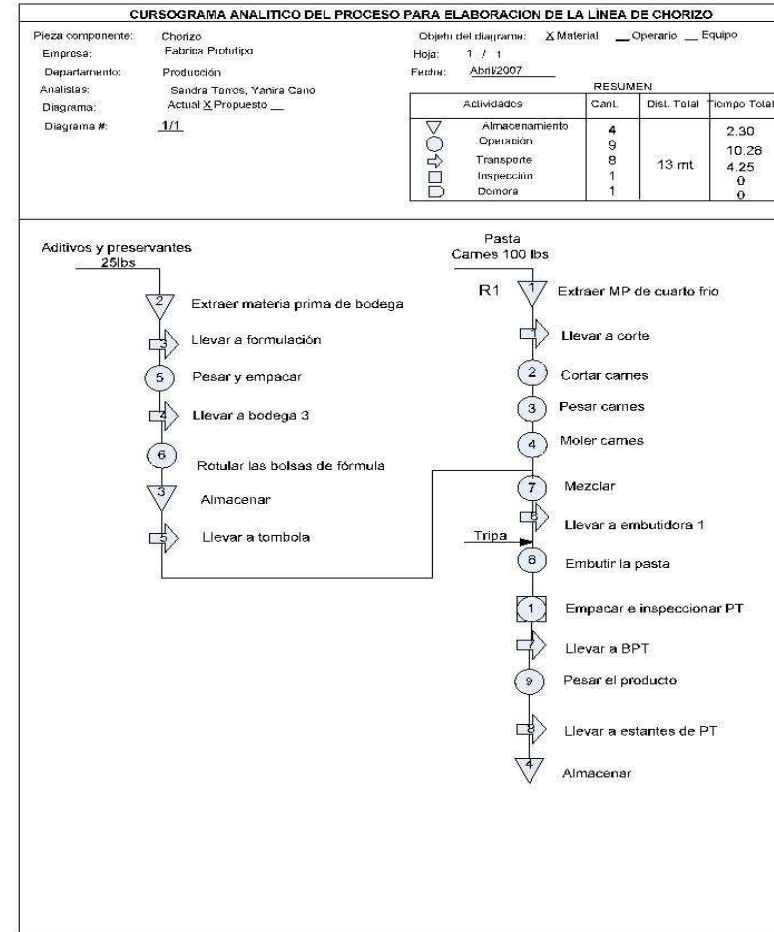 CURSOGRAMA ANALITICO DEL PROCESO PARA ELABORACION DE LA LÍNEA DE CHORIZO
Pieza componente: Chorizo
Empresa: Fabrica Prototipo
Departamento: Producción
Analistas: Sandra Torres, Yanira Cano
Diagrama: Actual X Propuesto __
Diagrama #: 1/1
Objeto del diagrama: X Material __ Operario __ Equipo
Hoja: 1 / 1
Fecha: Abril/2007
RESUMEN
Actividades Cant. Dist. Total Tiempo Total
Almacenamiento 4 2.30
Operación 9 10.28
Transporte 8 13 mt 4.25
Inspección 1 0
Demora 1 0
Aditivos y preservantes
25lbs
2 Extraer materia prima de bodega
3 Llevar a formulación
5 Pesar y empacar
4 Llevar a bodega 3
6 Rotular las bolsas de fórmula
3 Almacenar
5 Llevar a tombola
Pasta
Carnes 100 lbs
R1 1 Extraer MP de cuarto frio
1 Llevar a corte
2 Cortar carnes
3 Pesar carnes
4 Moler carnes
7 Mezclar
6 Llevar a embutidora 1
Tripa
8 Embutir la pasta
1 Empacar e inspeccionar PT
7 Llevar a BPT
9 Pesar el producto
8 Llevar a estantes de PT
4 Almacenar